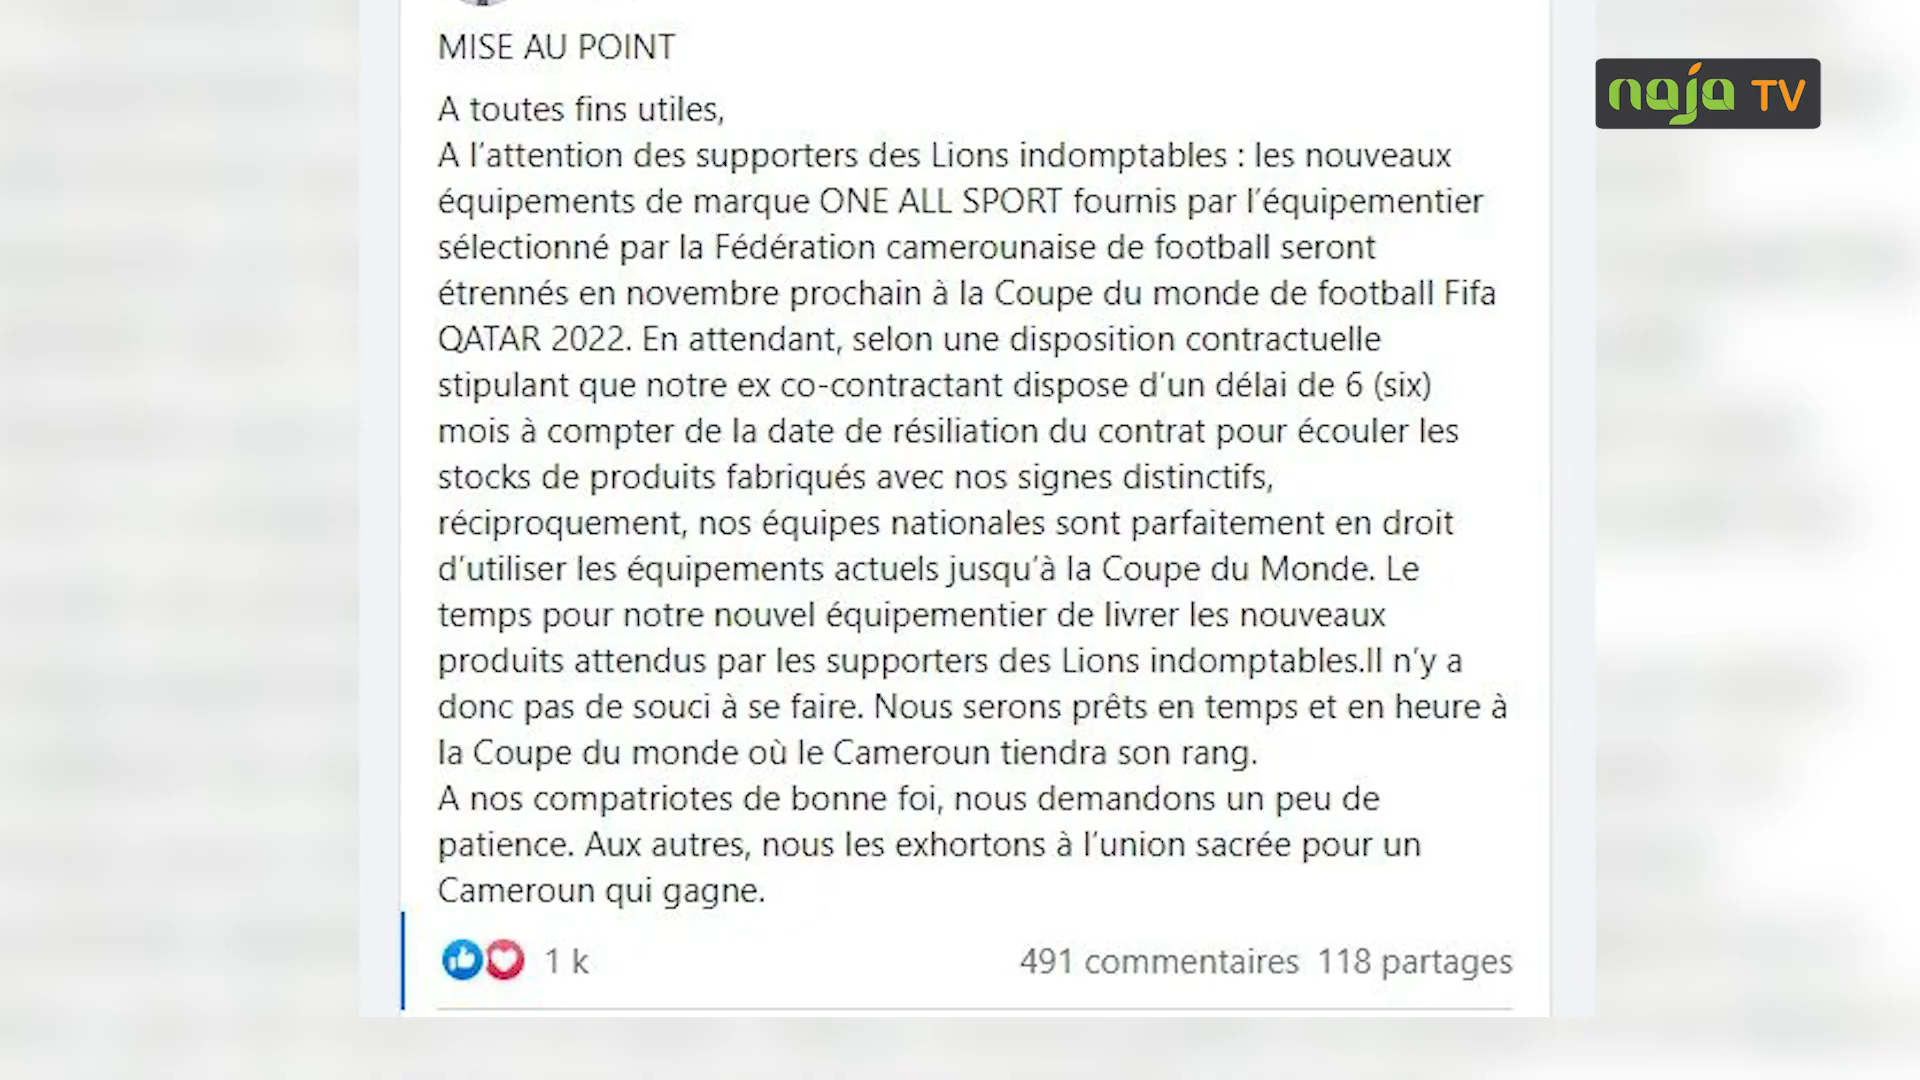 MISE AU POINT
naja TV
A toutes fins utiles,
A l’attention des supporters des Lions indomptables : les nouveaux
équipements de marque ONE ALL SPORT fournis par l’équipementier
sélectionné par la Fédération camerounaise de football seront
étrennés en novembre prochain à la Coupe du monde de football Fifa
QATAR 2022. En attendant, selon une disposition contractuelle
stipulant que notre ex co-contractant dispose d’un délai de 6 (six)
mois à compter de la date de résiliation du contrat pour écouler les
stocks de produits fabriqués avec nos signes distinctifs,
réciproquement, nos équipes nationales sont parfaitement en droit
d’utiliser les équipements actuels jusqu’à la Coupe du Monde. Le
temps pour notre nouvel équipementier de livrer les nouveaux
produits attendus par les supporters des Lions indomptables.Il n’y a
donc pas de souci à se faire. Nous serons prêts en temps et en heure à
la Coupe du monde où le Cameroun tiendra son rang.
A nos compatriotes de bonne foi, nous demandons un peu de
patience. Aux autres, nous les exhortons à l’union sacrée pour un
Cameroun qui gagne.
1 k
491 commentaires 118 partages